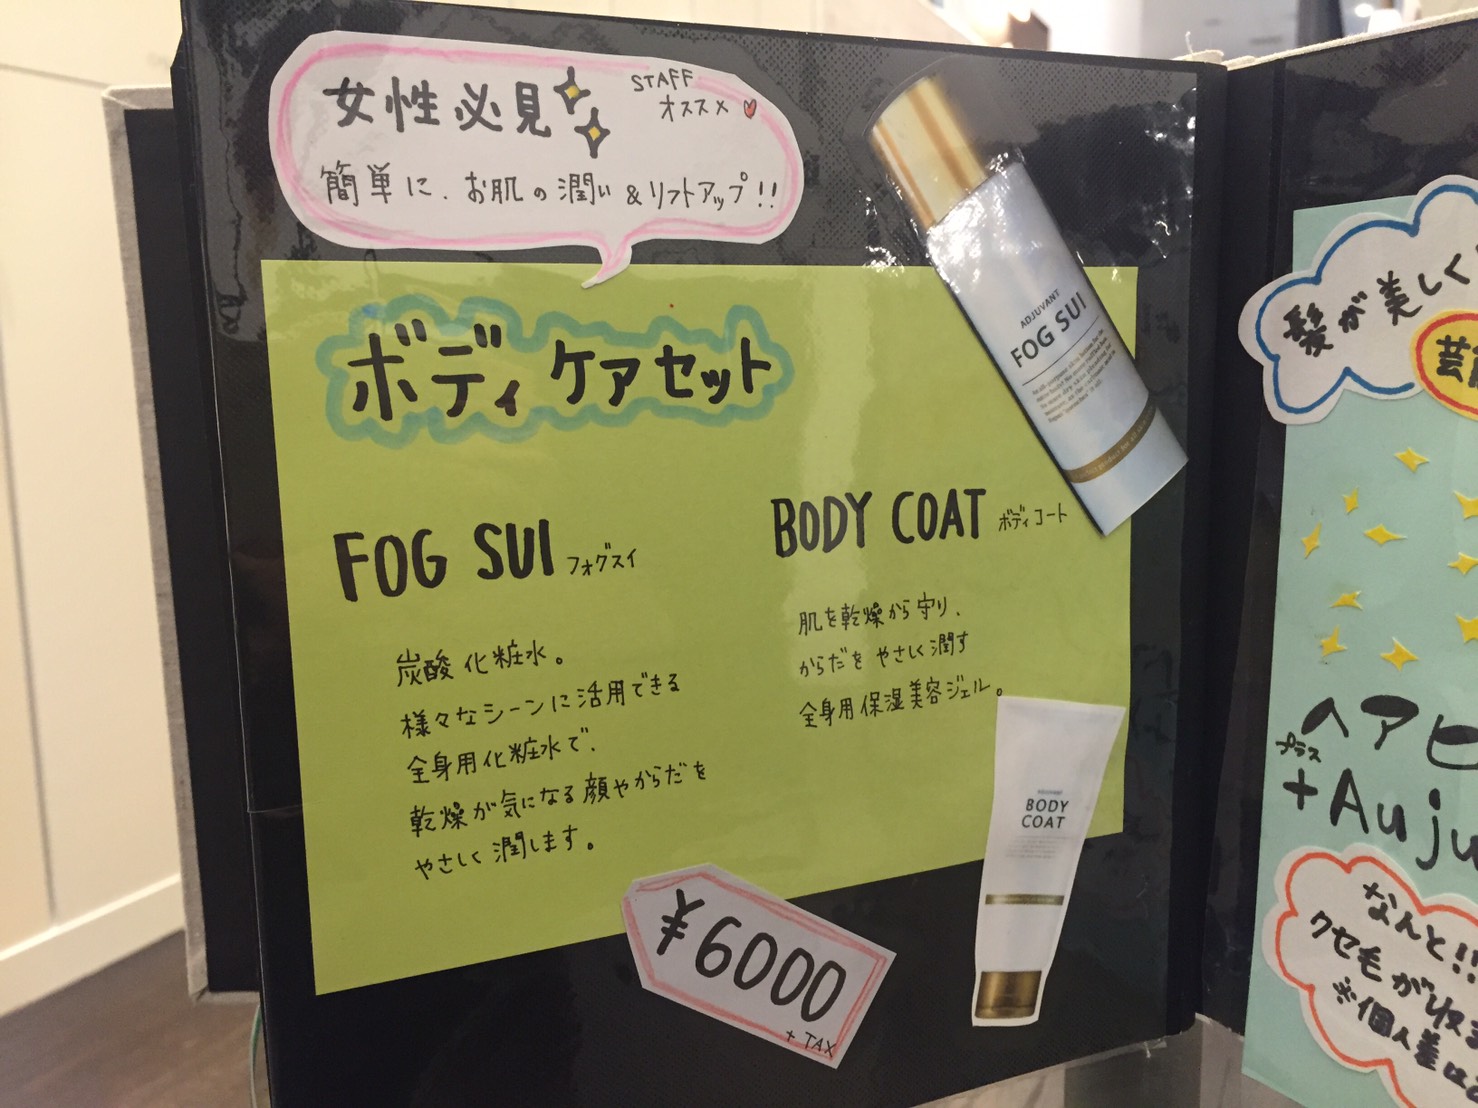 女性必見
STAFF
オススメ
簡単に、お肌の潤い&リフトアップ!!
ボディケアセット
ADJUVANT
FOG SUI
FOG SUI フォグスイ
炭酸化粧水。
様々なシーンに活用できる
全身用化粧水で、
乾燥が気になる顔やからだを
やさしく潤します。
BODY COAT ボディコート
肌を乾燥から守り、
からだをやさしく潤す
全身用保湿美容ジェル。
BODY
COAT
¥6000
+TAX
髪が美しく
芸
ヘアビ
プラス
+Auju
なんと!!
クセ毛が収ま
※個人差は